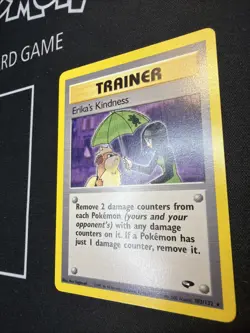 RD GAME
TRAINER
Erika's Kindness
Remove 2 damage counters from
each Pokémon (yours and your
opponent's) with any damage
counters on it. If a Pokémon has
just 1 damage counter, remove it.